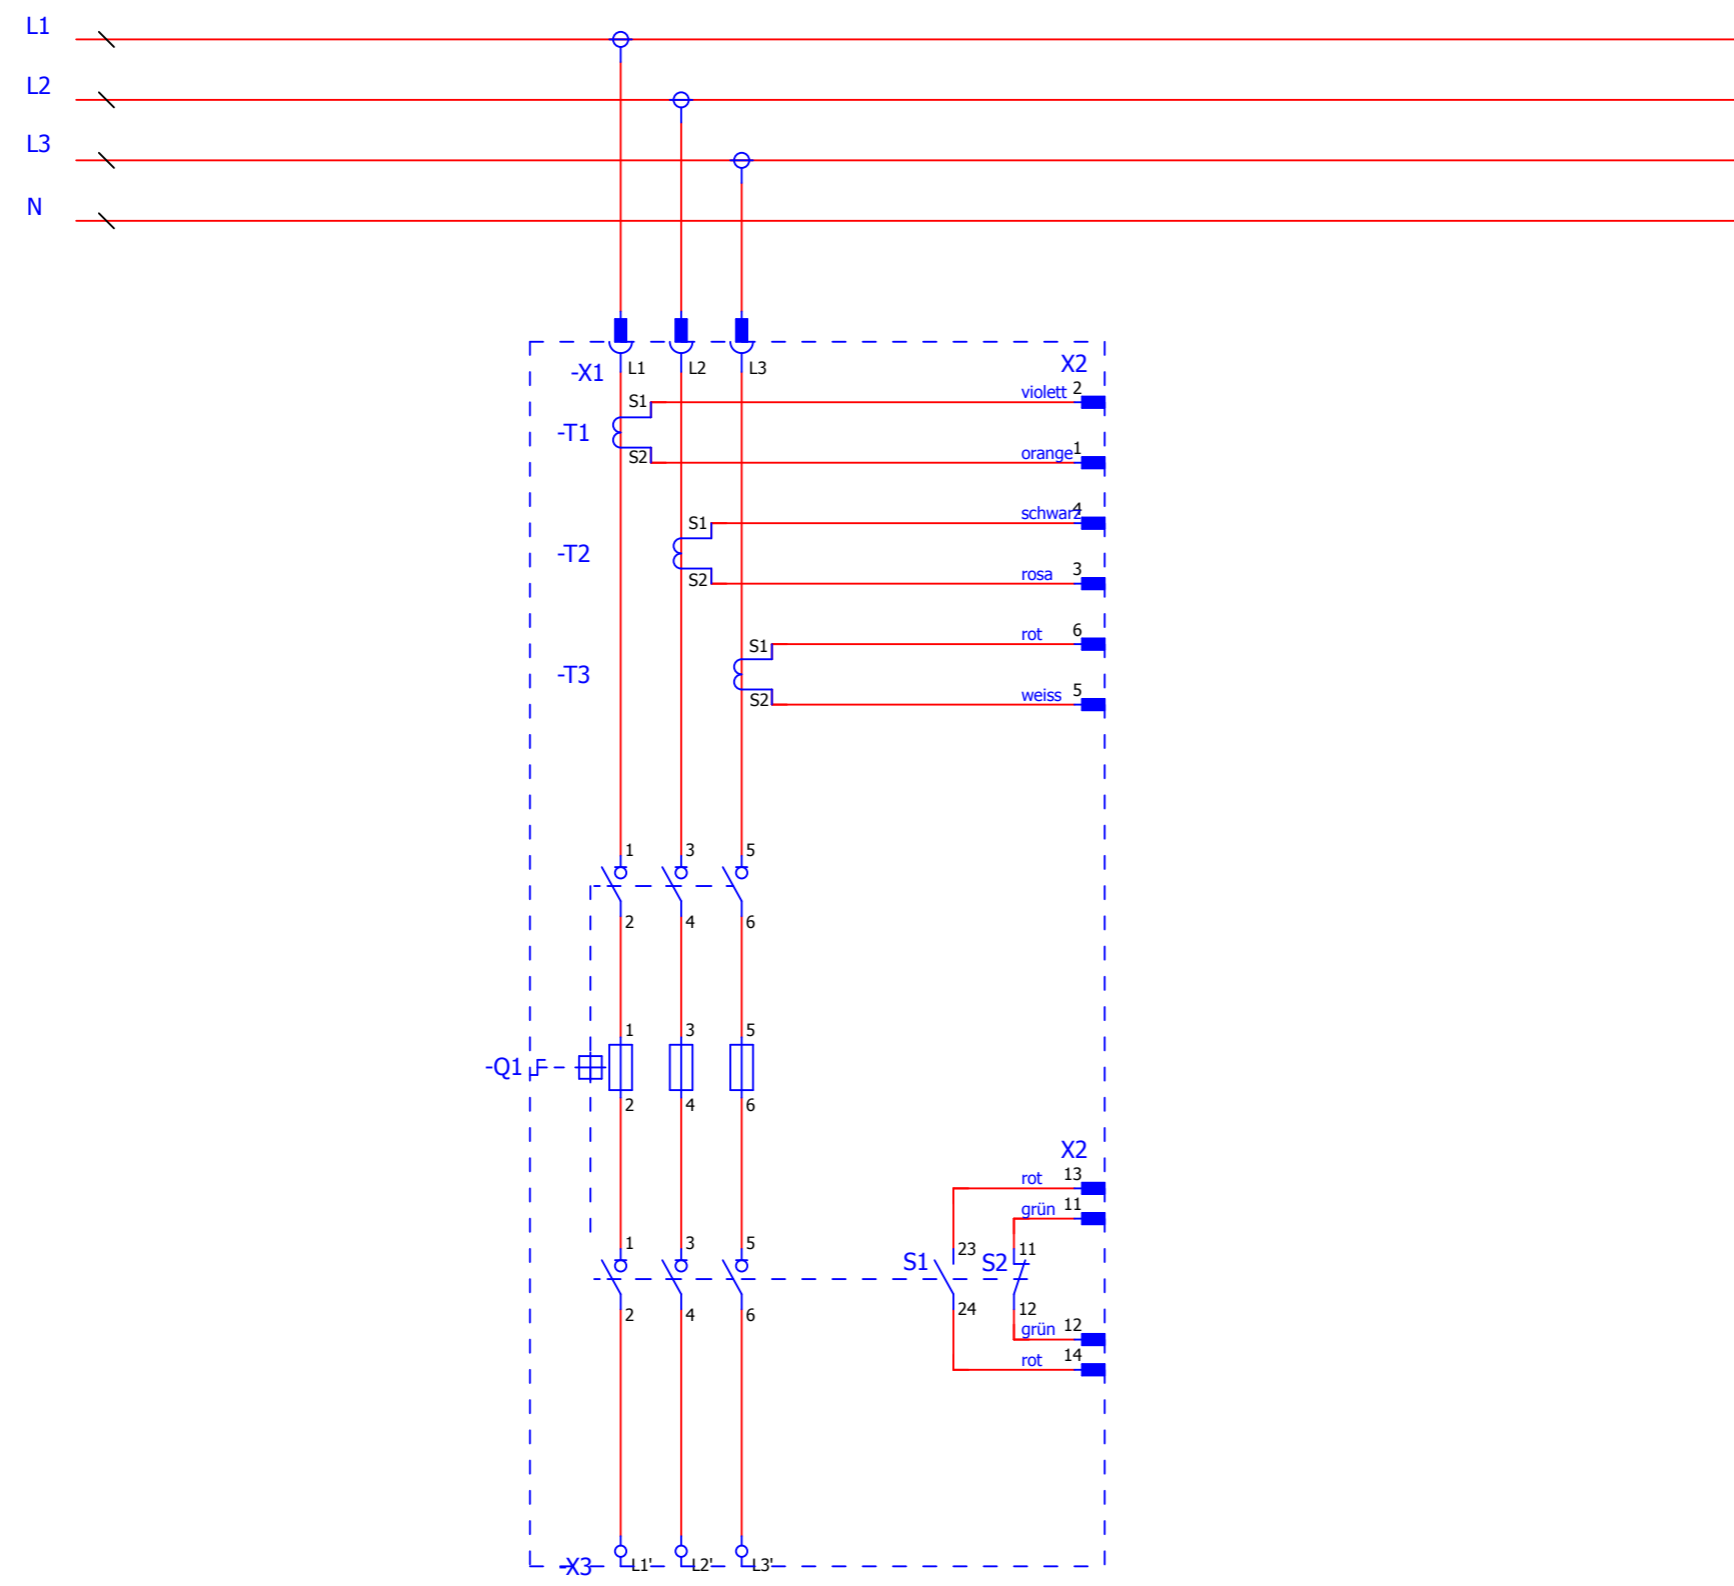 L1
L2
L3
N
-X1 L1 L2 L3 X2
S1 violett 2
-T1
S2 orange 1
S1 schwarz 4
-T2
S2 rosa 3
S1 rot 6
-T3
S2 weiss 5
1 3 5
2 4 6
1 3 5
-Q1
2 4 6
X2
rot 13
grün 11
1 3 5 23 11
S1 S2
2 4 6 24 12
grün 12
rot 14
-X3 L1' L2' L3'